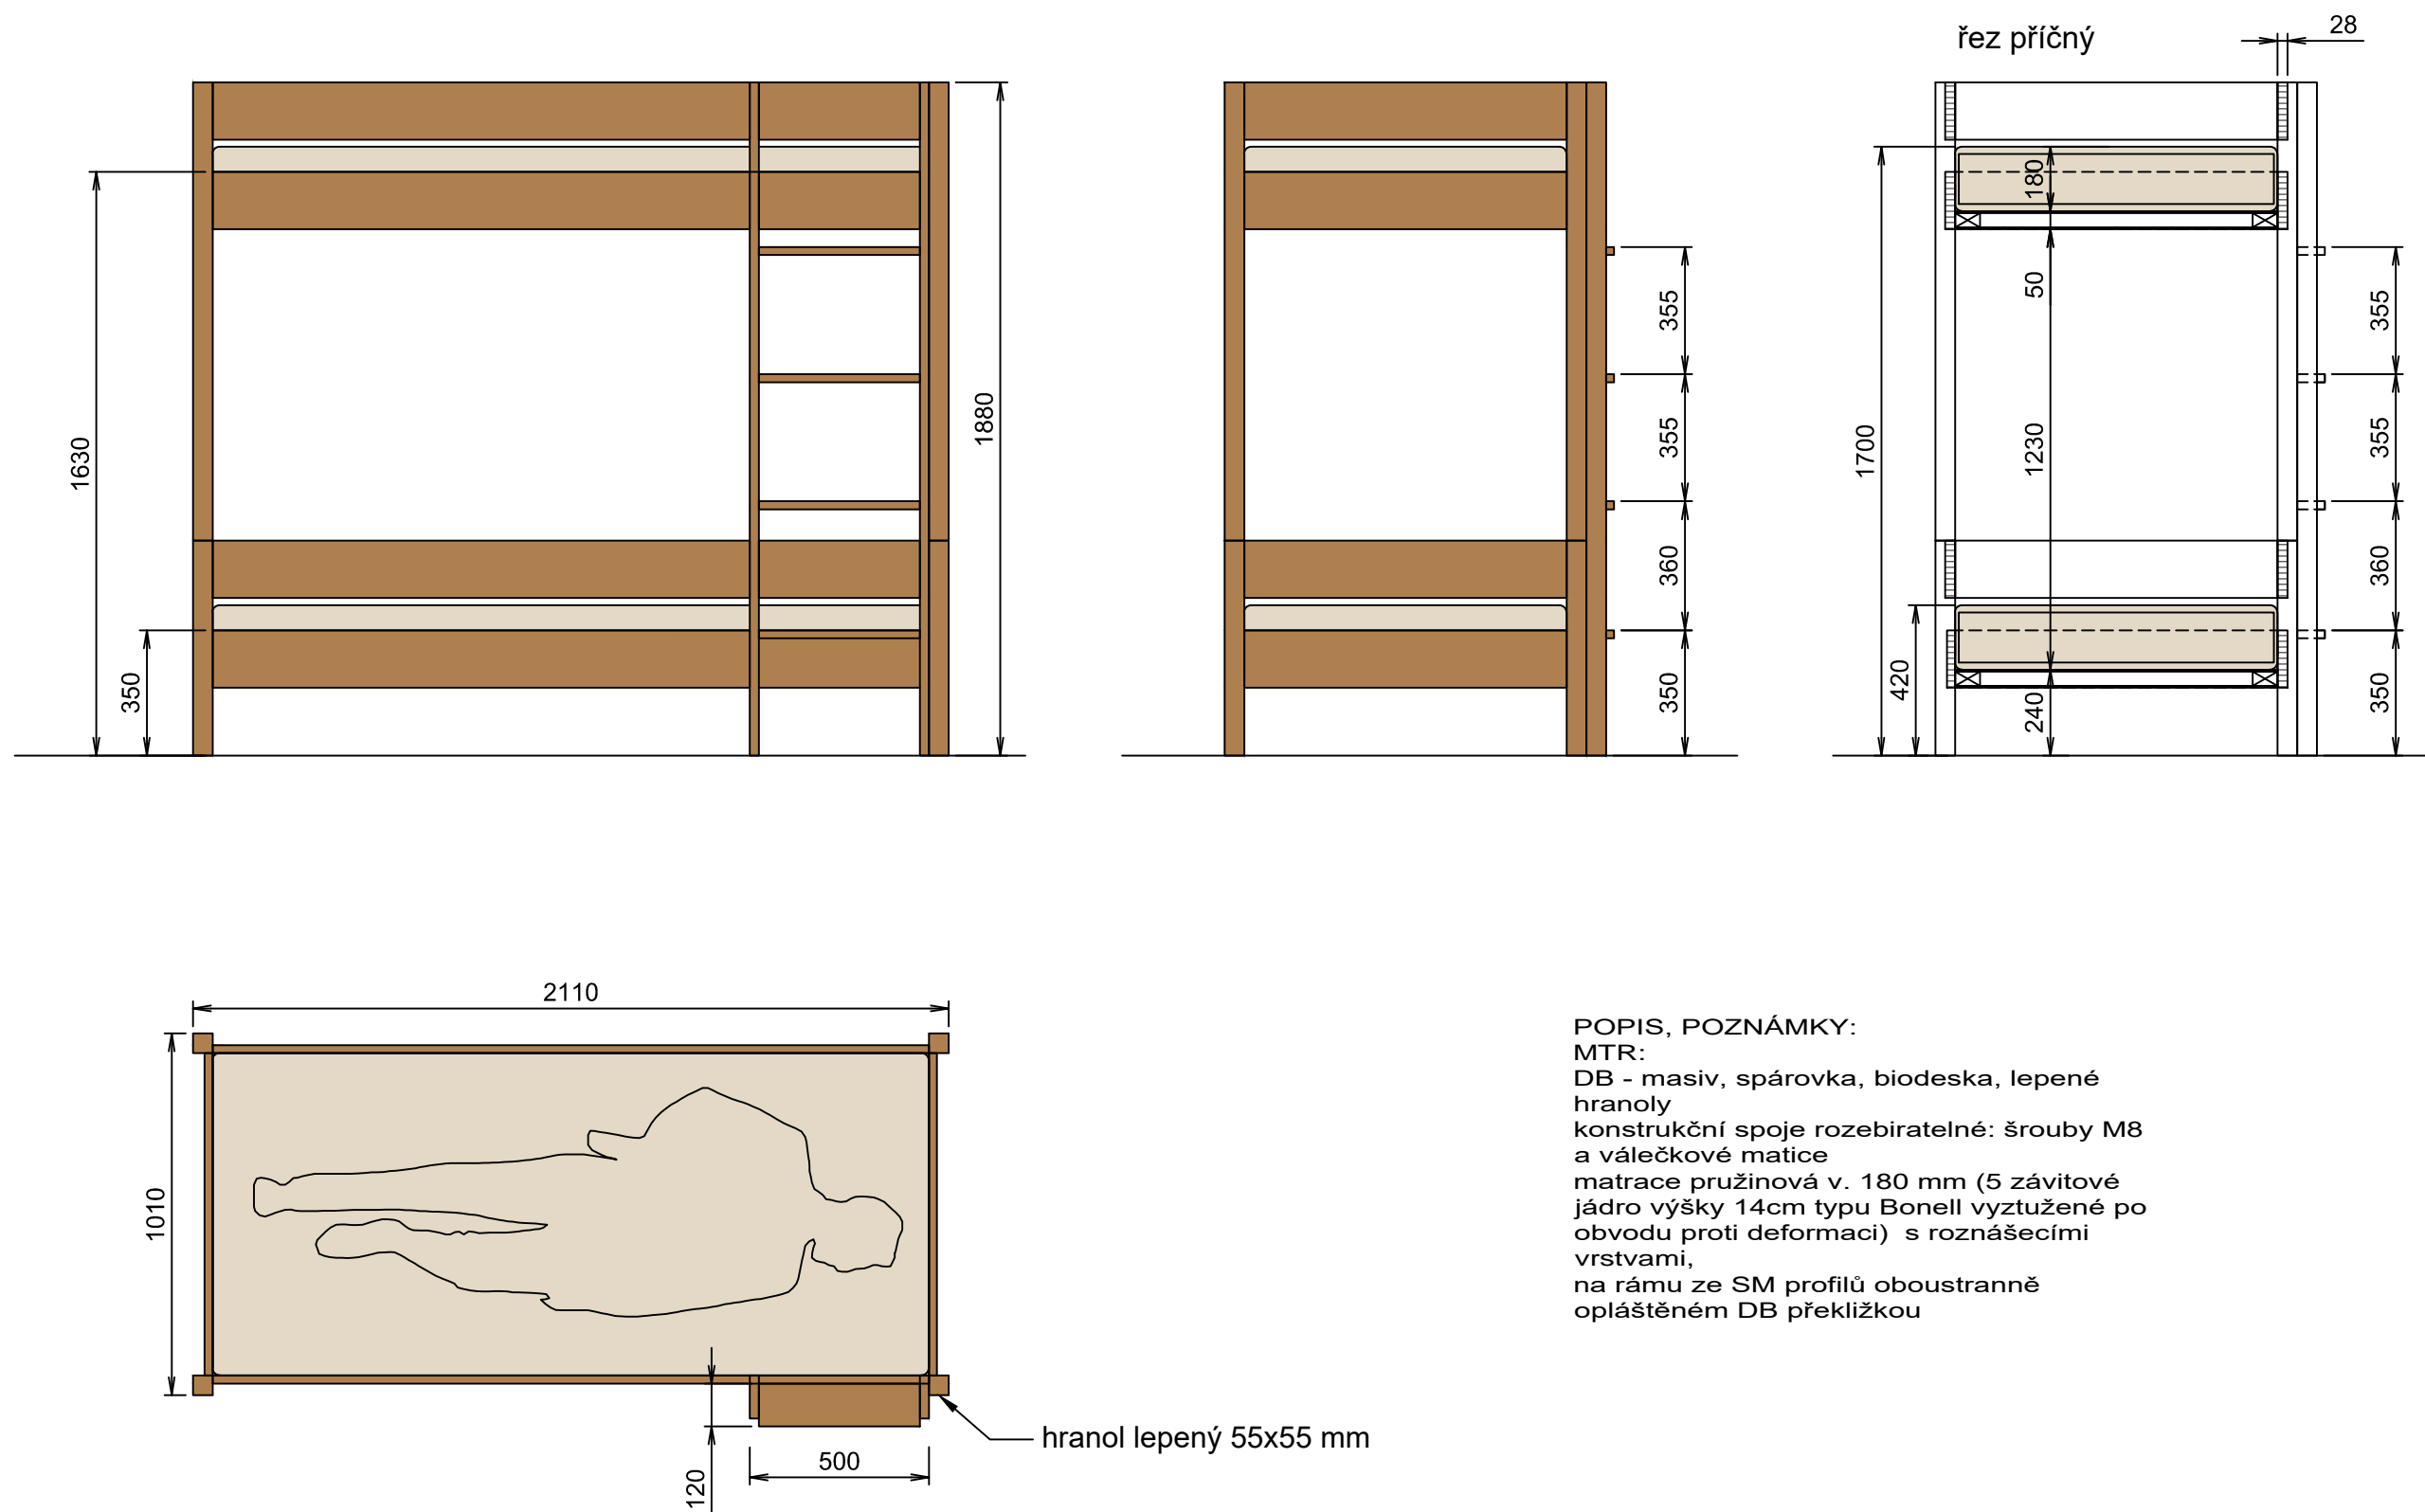 řez příčný
28
1630
350
1880
355
355
360
350
1700
420
180
50
1230
240
355
355
360
350
2110
1010
120
500
hranol lepený 55x55 mm
POPIS, POZNÁMKY:
MTR:
DB - masiv, spárovka, biodeska, lepené
hranoly
konstrukční spoje rozebiratelné: šrouby M8
a válečkové matice
matrace pružinová v. 180 mm (5 závitové
jádro výšky 14cm typu Bonell vyztužené po
obvodu proti deformaci)  s roznášecími
vrstvami,
na rámu ze SM profilů oboustranně
opláštěném DB překližkou